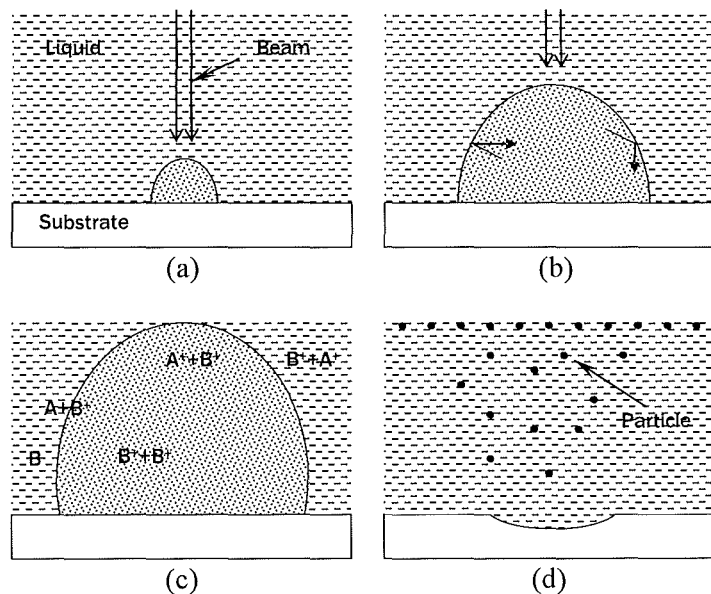 Liquid
Beam
Substrate
(a)
(b)
A⁺+B⁺
B⁺+A⁺
A+B⁺
B
B⁺+B⁺
(c)
Particle
(d)